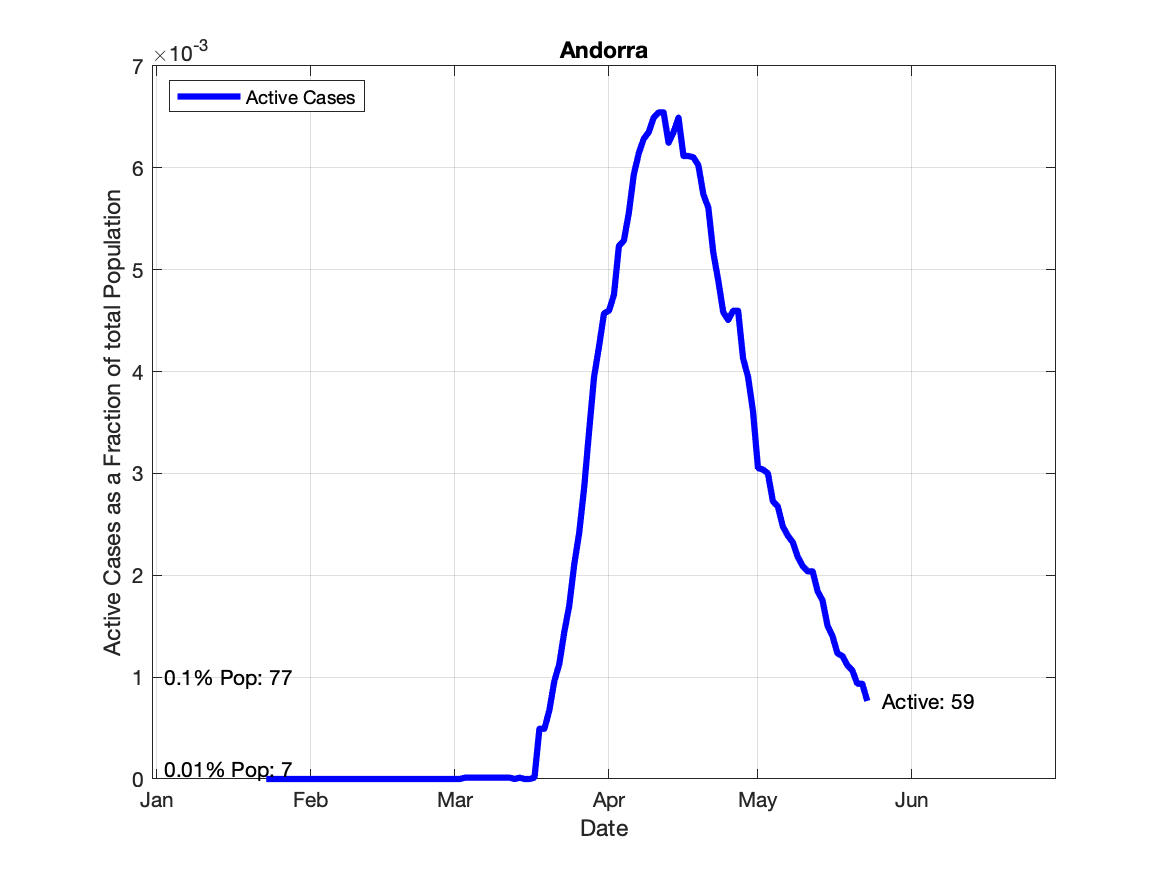 Andorra
×10-3
Active Cases
7
6
5
4
3
2
1
0
Active Cases as a Fraction of total Population
0.1% Pop: 77
0.01% Pop: 7
Active: 59
Jan Feb Mar Apr May Jun
Date